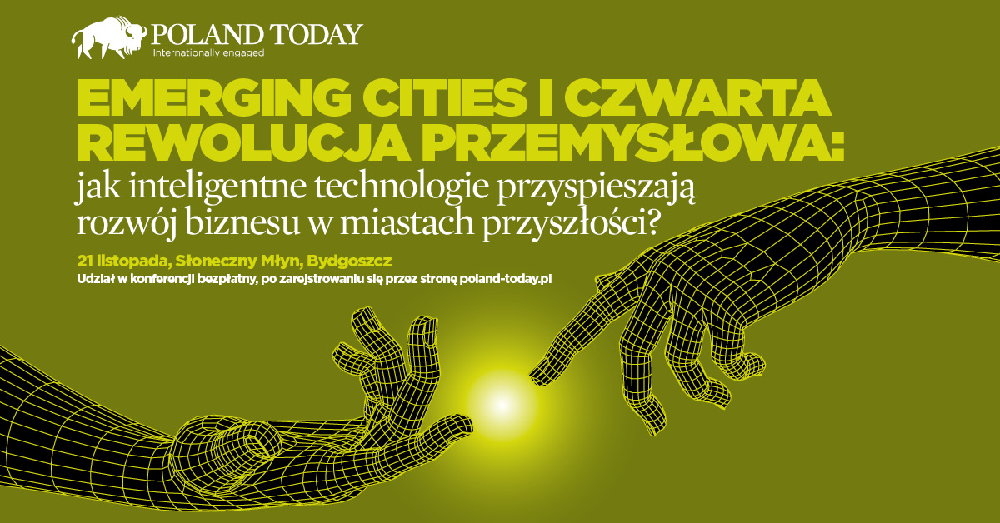 POLAND TODAY
Internationally engaged
EMERGING CITIES I CZWARTA
REWOLUCJA PRZEMYSŁOWA:
jak inteligentne technologie przyspieszają
rozwój biznesu w miastach przyszłości?
21 listopada, Słoneczny Młyn, Bydgoszcz
Udział w konferencji bezpłatny, po zarejstrowaniu się przez stronę poland-today.pl